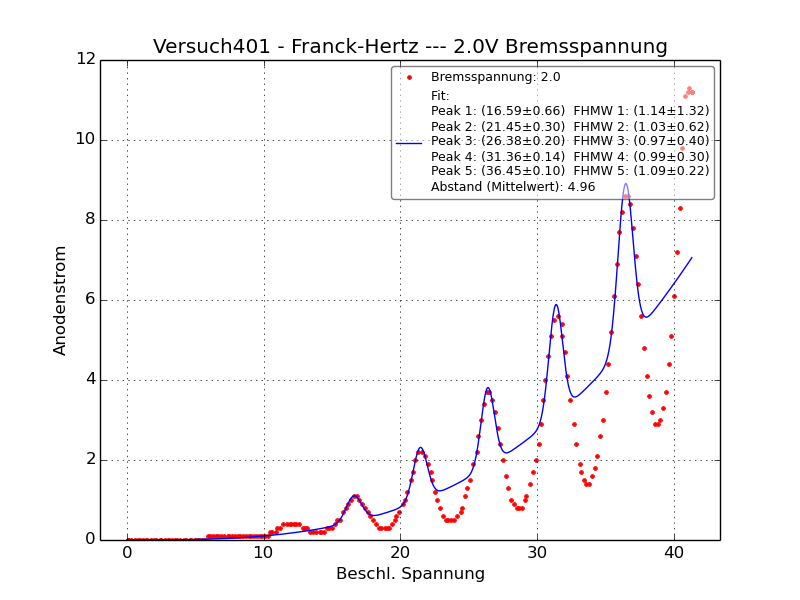 Versuch401 - Franck-Hertz --- 2.0V Bremsspannung
12
10
8
6
4
2
0
Anodenstrom
Bremsspannung: 2.0
Fit:
Peak 1: (16.59±0.66) FHMW 1: (1.14±1.32)
Peak 2: (21.45±0.30) FHMW 2: (1.03±0.62)
Peak 3: (26.38±0.20) FHMW 3: (0.97±0.40)
Peak 4: (31.36±0.14) FHMW 4: (0.99±0.30)
Peak 5: (36.45±0.10) FHMW 5: (1.09±0.22)
Abstand (Mittelwert): 4.96
0 10 20 30 40
Beschl. Spannung